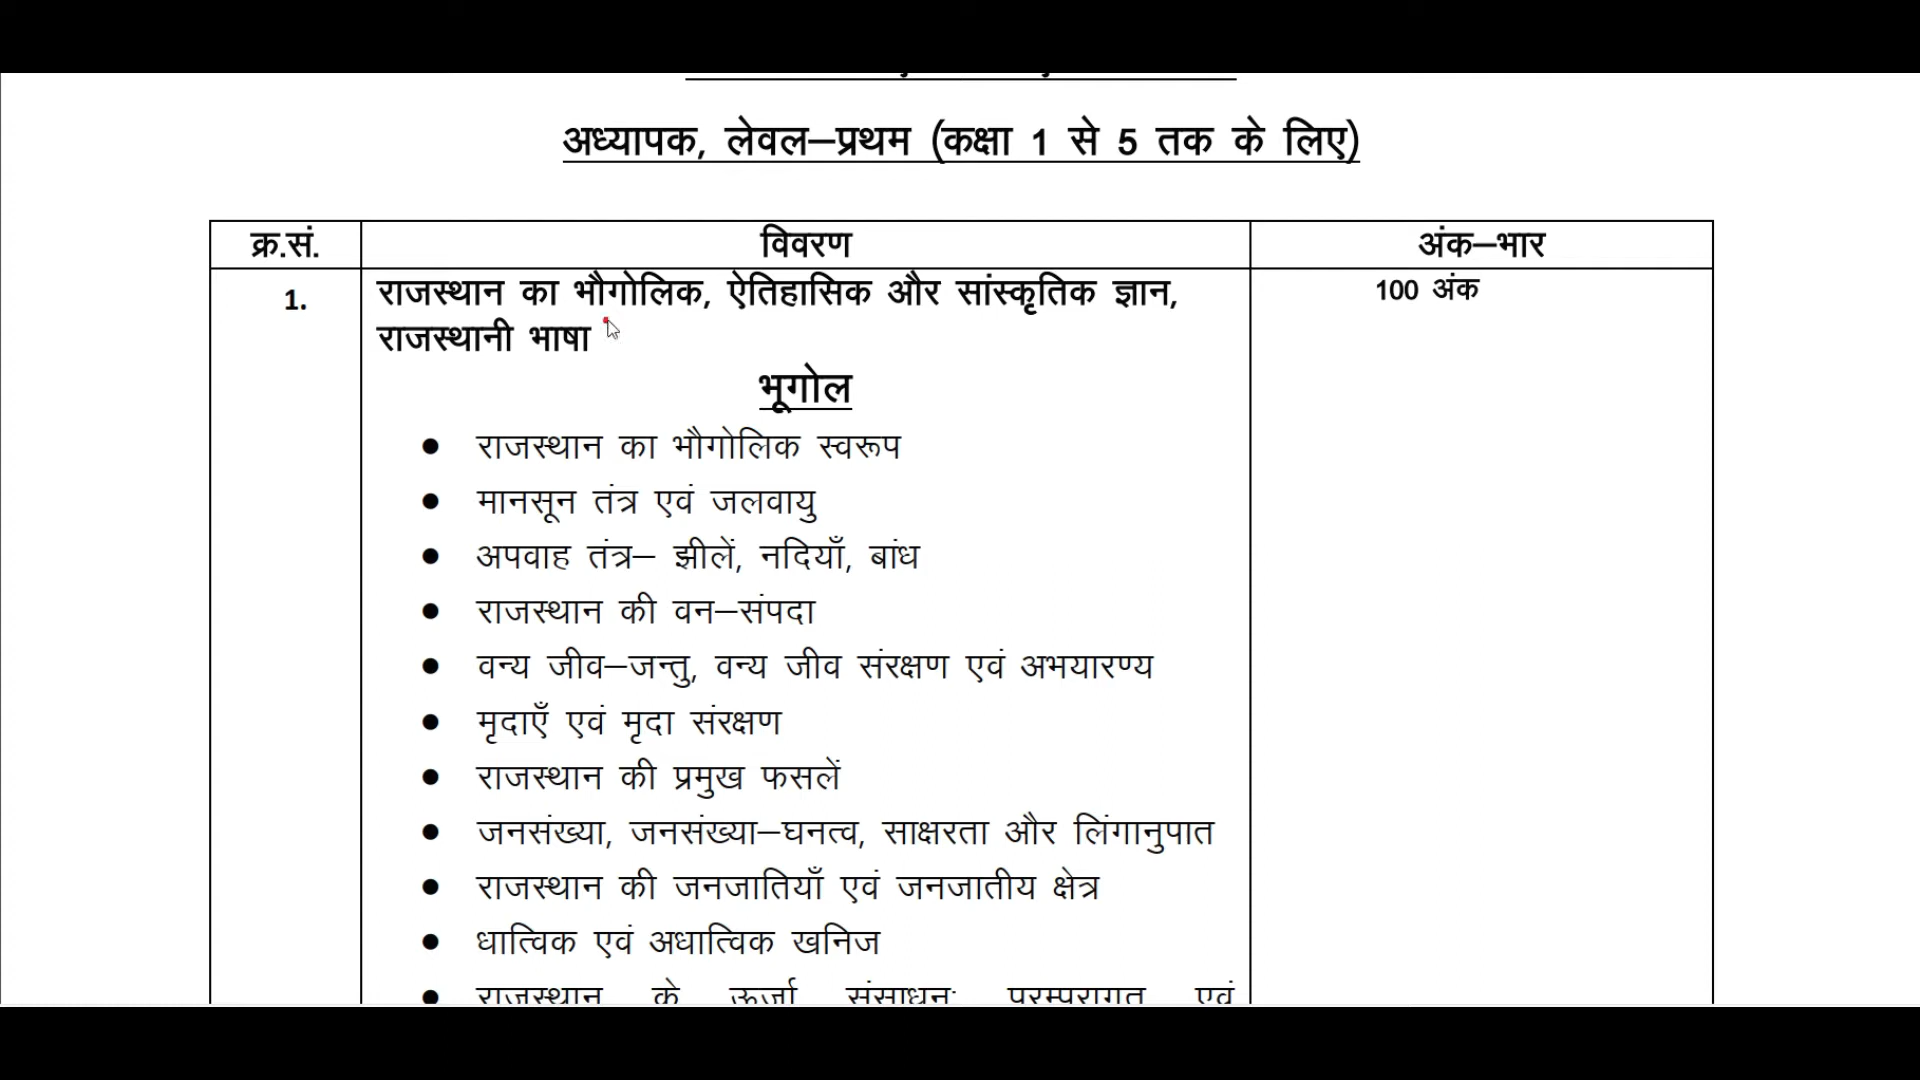 अध्यापक, लेवल–प्रथम (कक्षा 1 से 5 तक के लिए)
क्र.सं. विवरण अंक–भार
1. राजस्थान का भौगोलिक, ऐतिहासिक और सांस्कृतिक ज्ञान, 100 अंक
राजस्थानी भाषा
भूगोल
● राजस्थान का भौगोलिक स्वरूप
● मानसून तंत्र एवं जलवायु
● अपवाह तंत्र– झीलें, नदियाँ, बांध
● राजस्थान की वन–संपदा
● वन्य जीव–जन्तु, वन्य जीव संरक्षण एवं अभयारण्य
● मृदाएँ एवं मृदा संरक्षण
● राजस्थान की प्रमुख फसलें
● जनसंख्या, जनसंख्या–घनत्व, साक्षरता और लिंगानुपात
● राजस्थान की जनजातियाँ एवं जनजातीय क्षेत्र
● धात्विक एवं अधात्विक खनिज
● राजस्थान के ऊर्जा संसाधनः परम्परागत एवं